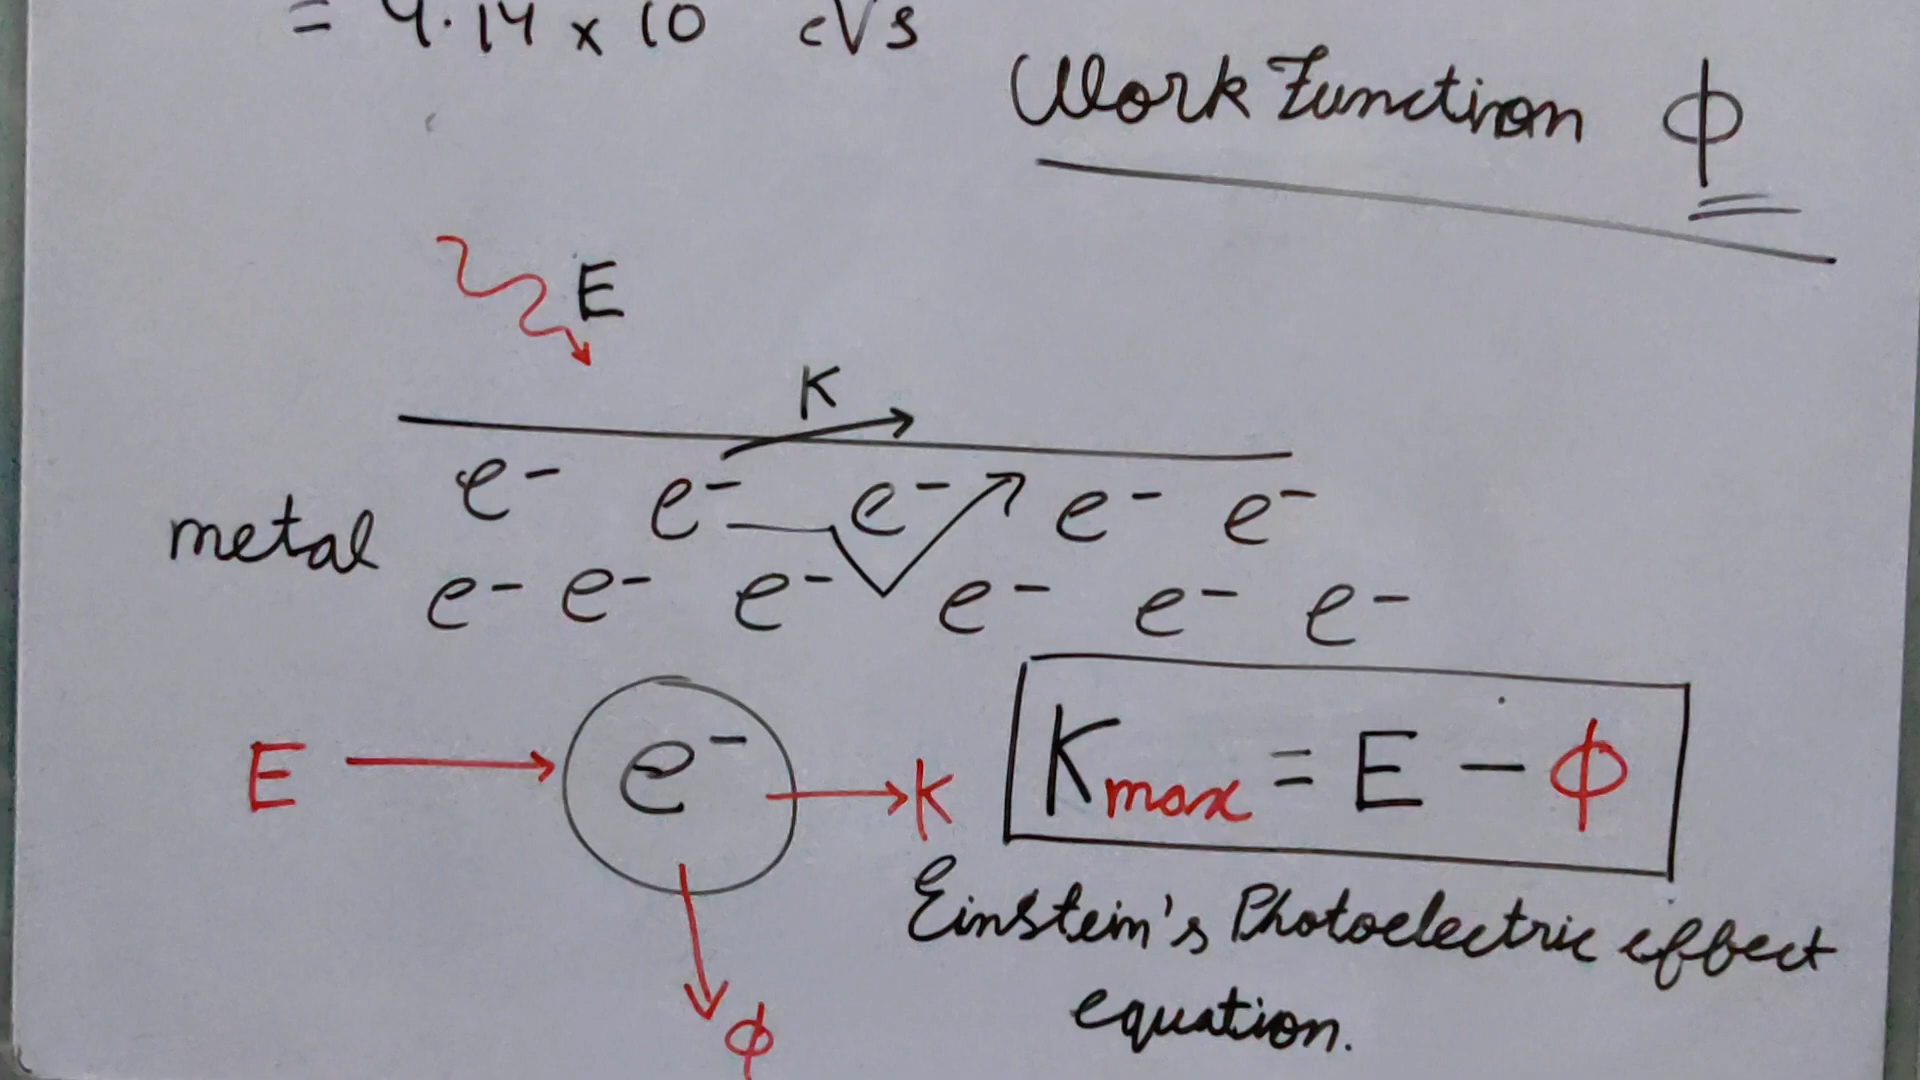 = 4.14 x 10 eVs
Work Function ϕ
E
K
e⁻ e⁻ e⁻ e⁻ e⁻
metal
e⁻ e⁻ e⁻ e⁻ e⁻ e⁻
E e⁻ K
ϕ
Kmax = E − ϕ
Einstein's Photoelectric effect
equation.